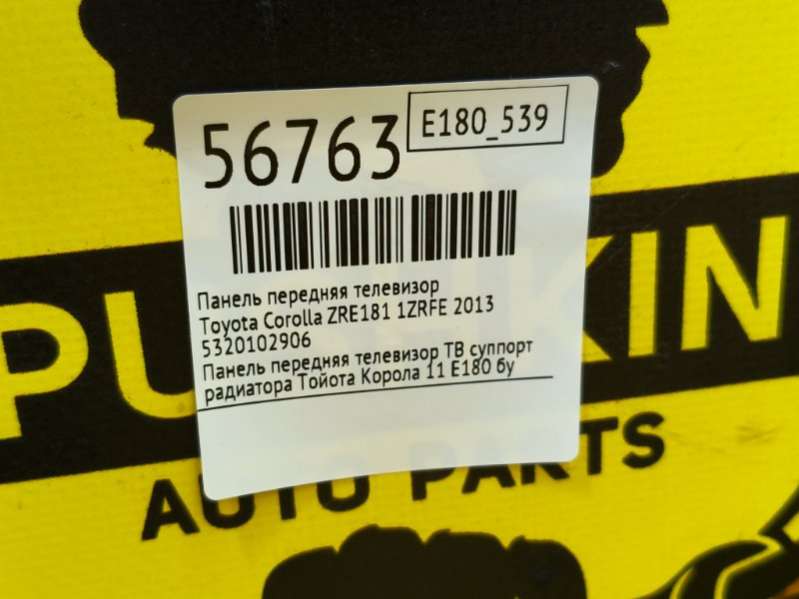 56763
E180_539
Панель передняя телевизор
Toyota Corolla ZRE181 1ZRFE 2013
5320102906
Панель передняя телевизор ТВ суппорт
радиатора Тойота Корола 11 Е180 бу
AUTO PARTS